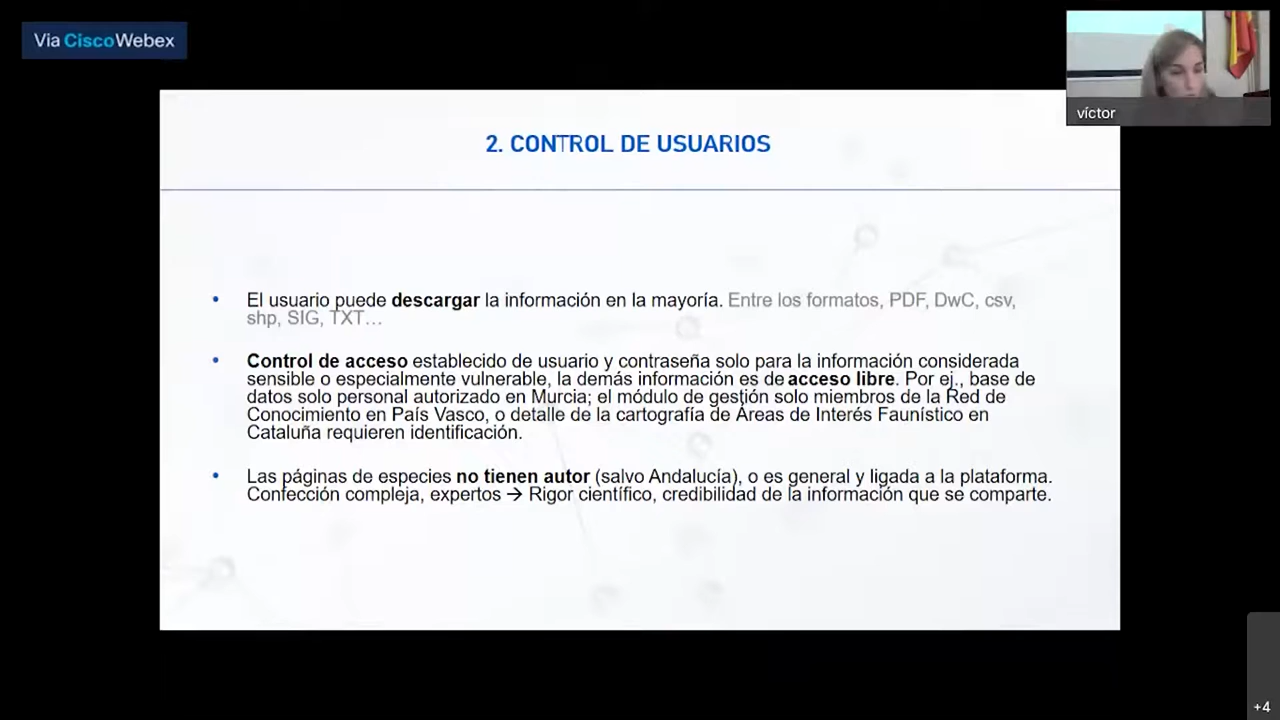 Vía CiscoWebex
víctor
2. CONTROL DE USUARIOS
• El usuario puede descargar la información en la mayoría. Entre los formatos, PDF, DwC, csv,
shp, SIG, TXT…
• Control de acceso establecido de usuario y contraseña solo para la información considerada
sensible o especialmente vulnerable, la demás información es de acceso libre. Por ej., base de
datos solo personal autorizado en Murcia; el módulo de gestión solo miembros de la Red de
Conocimiento en País Vasco, o detalle de la cartografía de Áreas de Interés Faunístico en
Cataluña requieren identificación.
• Las páginas de especies no tienen autor (salvo Andalucía), o es general y ligada a la plataforma.
Confección compleja, expertos → Rigor científico, credibilidad de la información que se comparte.
+4